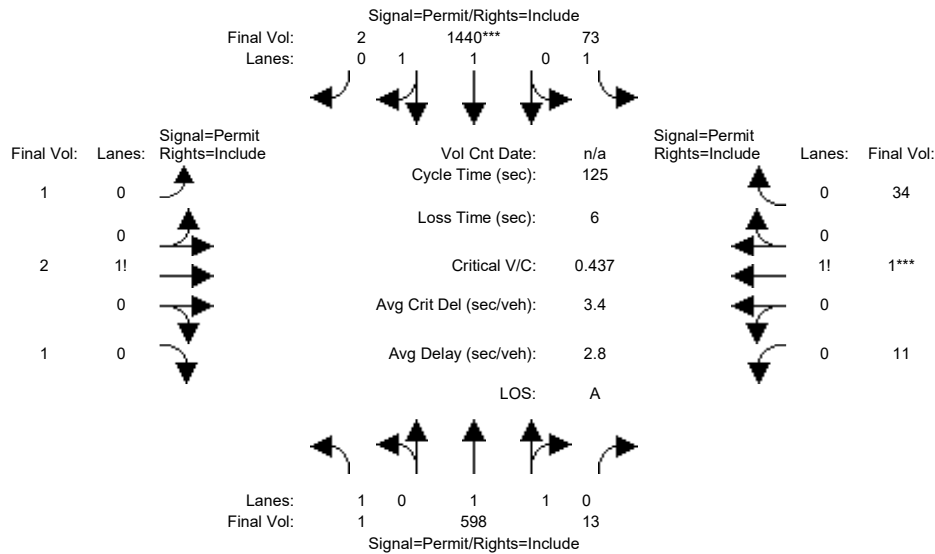 Signal=Permit/Rights=Include
Final Vol: 2 1440*** 73
Lanes: 0 1 1 0 1
Signal=Permit
Final Vol: Lanes: Rights=Include
Vol Cnt Date: n/a
Signal=Permit
Rights=Include Lanes: Final Vol:
Cycle Time (sec): 125
1 0
0 34
Loss Time (sec): 6
0
0
2 1!
Critical V/C: 0.437
1! 1***
0
Avg Crit Del (sec/veh): 3.4
0
1 0
Avg Delay (sec/veh): 2.8
0 11
LOS: A
Lanes: 1 0 1 1 0
Final Vol: 1 598 13
Signal=Permit/Rights=Include